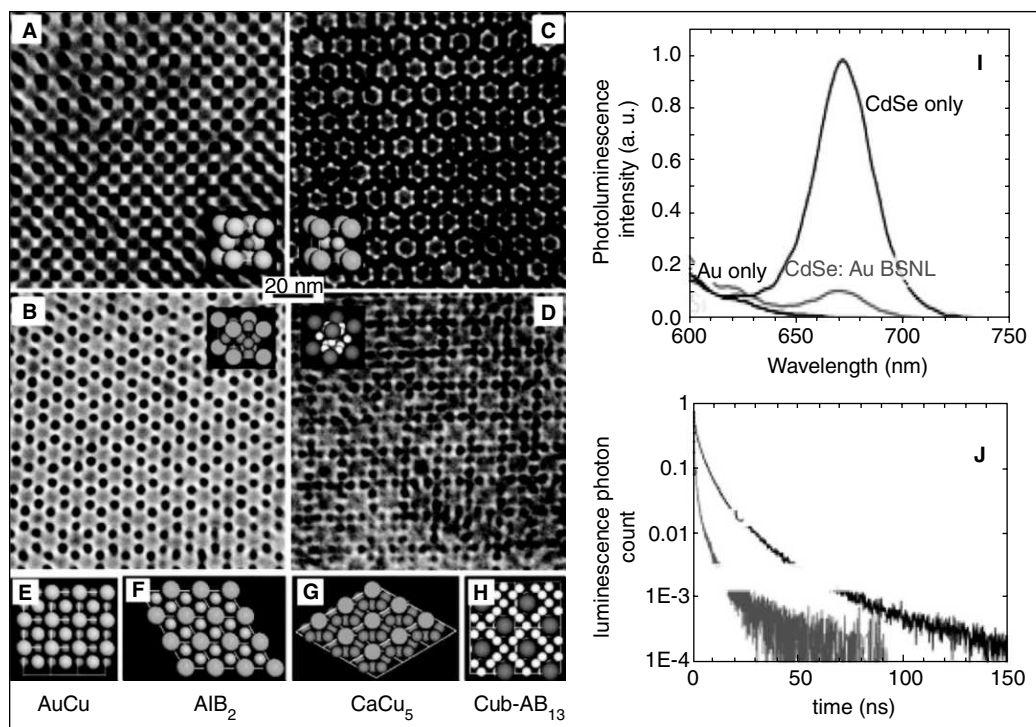 A
C
20 nm
B
D
E
F
G
H
AuCu
AlB2
CaCu5
Cub-AB13
I
Photoluminescence
intensity (a. u.)
1.0
0.8
0.6
0.4
0.2
0.0
CdSe only
Au only
CdSe: Au BSNL
600
650
700
750
Wavelength (nm)
J
luminescence photon
count
1
0.1
0.01
1E-3
1E-4
0
50
100
150
time (ns)